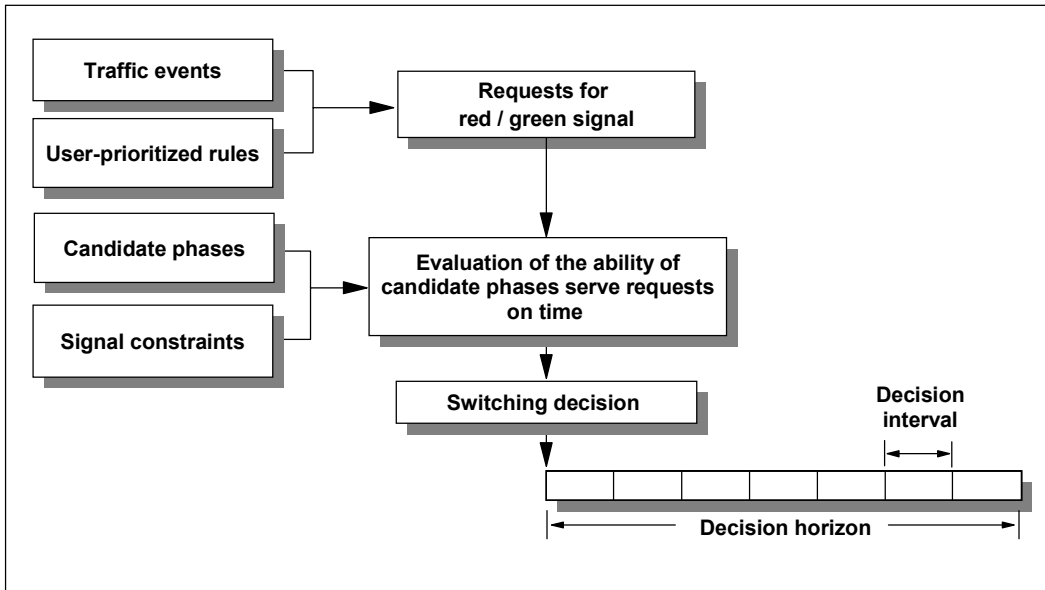 Traffic events
User-prioritized rules
Requests for
red / green signal
Candidate phases
Signal constraints
Evaluation of the ability of
candidate phases serve requests
on time
Switching decision
Decision
interval
Decision horizon